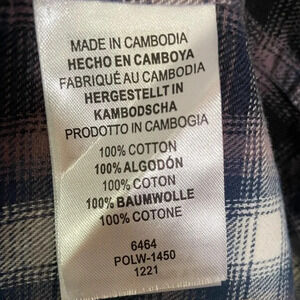 MADE IN CAMBODIA
HECHO EN CAMBOYA
FABRIQUÉ AU CAMBODIA
HERGESTELLT IN
KAMBODSCHA
PRODOTTO IN CAMBOGIA
100% COTTON
100% ALGODÓN
100% COTON
100% BAUMWOLLE
100% COTONE
6464
POLW-1450
1221